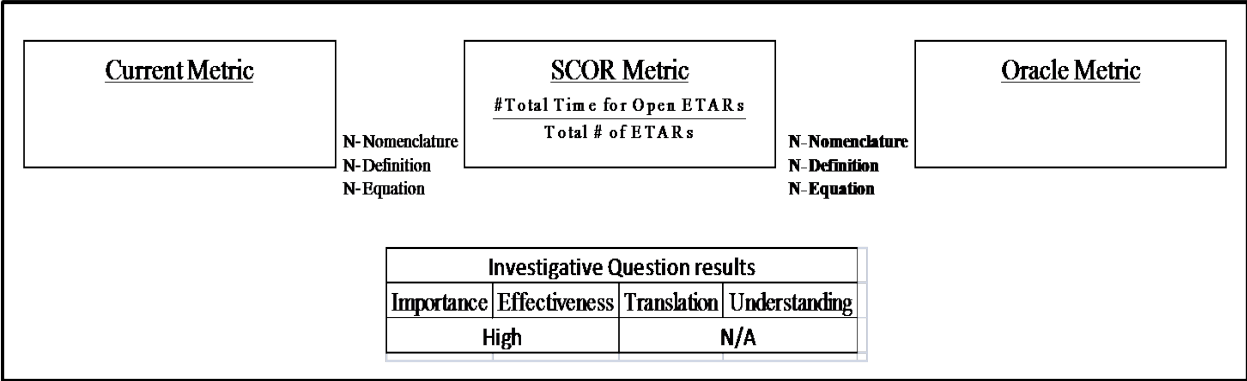 Current Metric
SCOR Metric
#Total Time for Open ETARs
Total # of ETARs
Oracle Metric
N-Nomenclature
N-Definition
N-Equation
N-Nomenclature
N-Definition
N-Equation
Investigative Question results
Importance Effectiveness Translation Understanding
High N/A